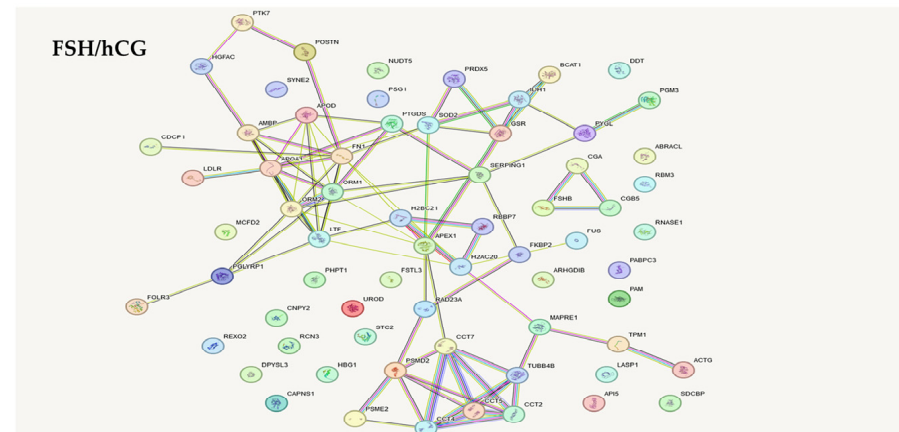 PTK7
POSTN
FSH/hCG
HGFAC
NUDT5
SYNE2
PSG1
PRDX5
BCAT1
DDT
IDH1
PGM3
APOD
AMBP
PTGDS
SOD2
GSR
PYGL
CDCP1
FN1
ABRACL
LDLR
APOA1
ORM1
SERPING1
CGA
RBM3
ORM2
H2BC21
FSHB
CGB5
MCFD2
LTF
RBBP7
RNASE1
APEX1
FKBP2
PGLYRP1
H2AC20
PABPC3
PHPT1
FSTL3
ARHGDIB
PAM
FOLR3
CNPY2
UROD
RAD23A
MAPRE1
STC2
REXO2
RCN3
CCT7
TPM1
DPYSL3
HBG1
PSMD2
TUBB4B
LASP1
ACTG
CAPNS1
PSME2
CCT5
CCT2
API5
SDCBP
CCT4